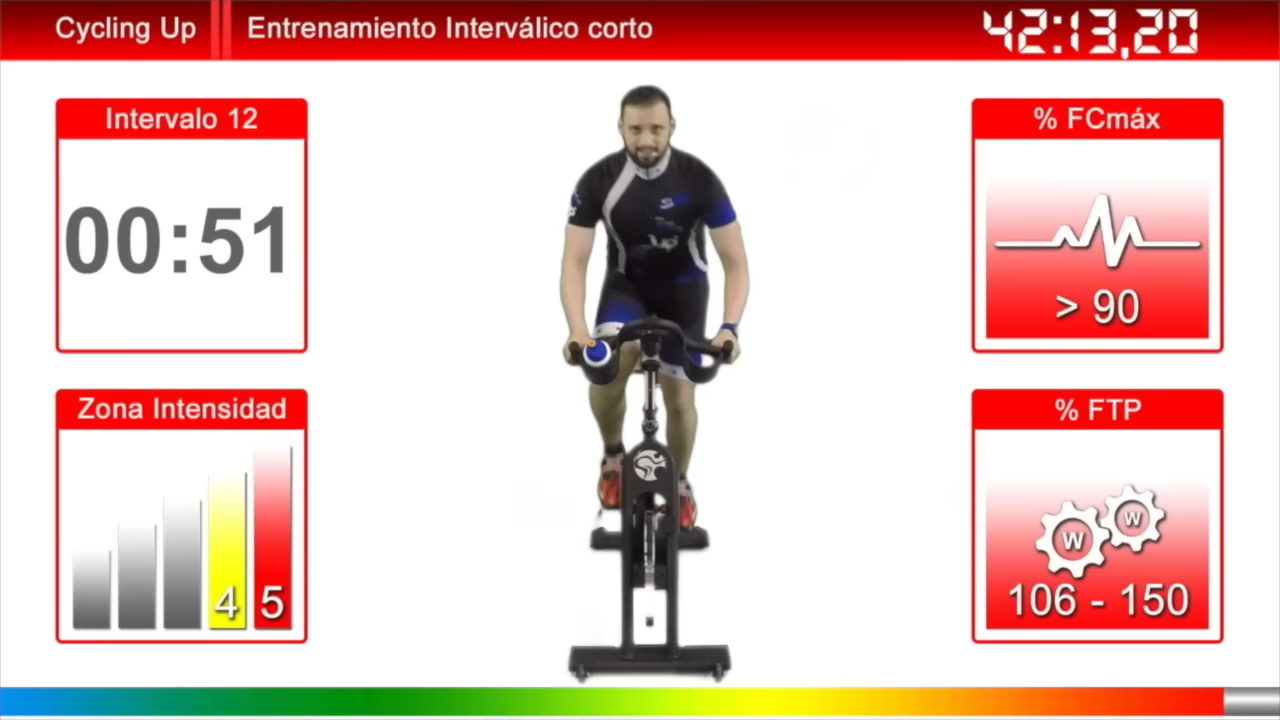 Cycling Up
Entrenamiento Interválico corto
42:13,20
Intervalo 12
00:51
% FCmáx
> 90
Zona Intensidad
4 5
% FTP
W W
106 - 150